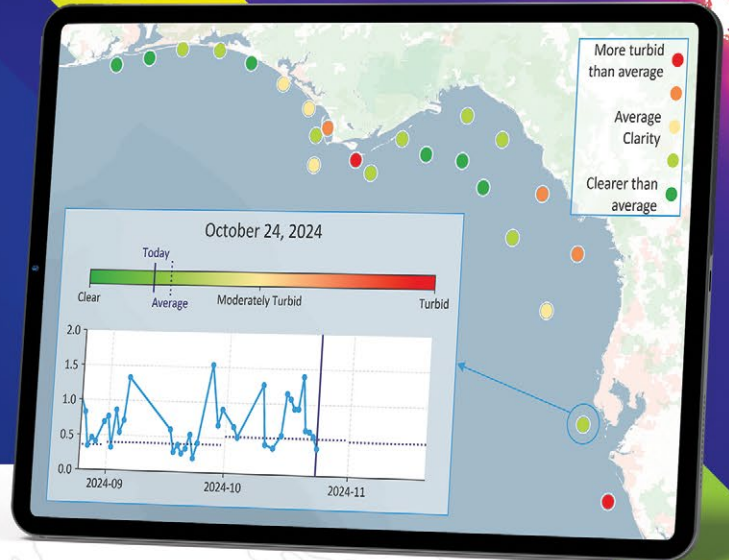 More turbid
than average
Average
Clarity
Clearer than
average
October 24, 2024
Today
Clear
Average
Moderately Turbid
Turbid
2.0
1.5
1.0
0.5
0.0
2024-09
2024-10
2024-11